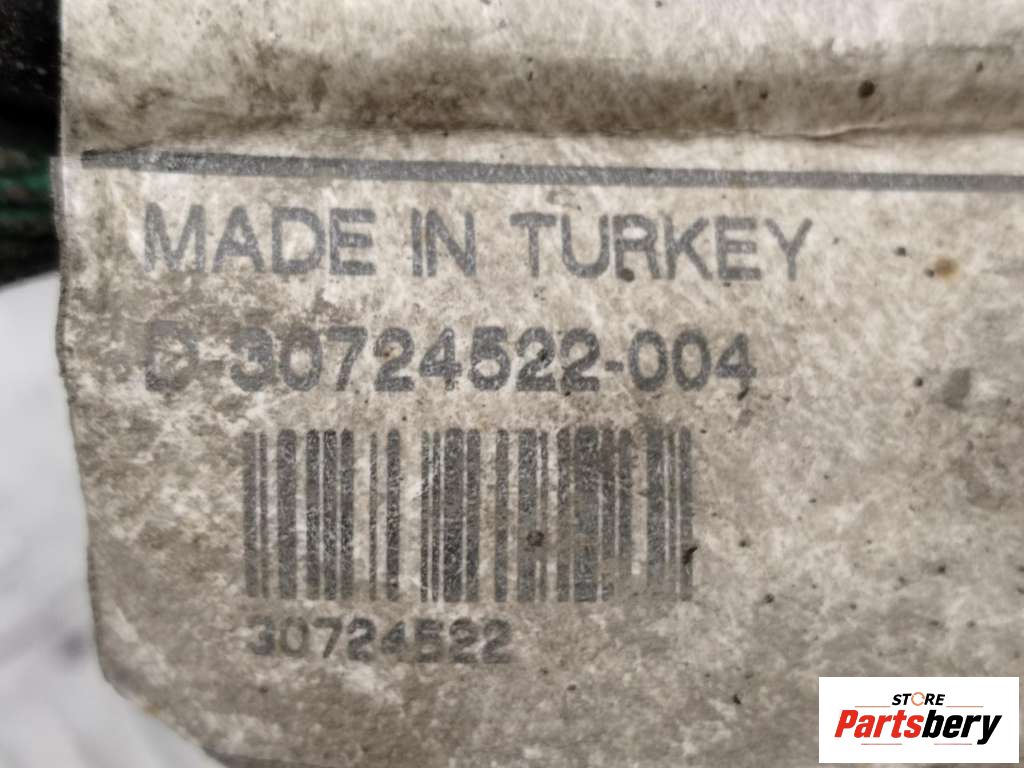 MADE IN TURKEY
D-30724522-004
30724522
STORE
Partsbery